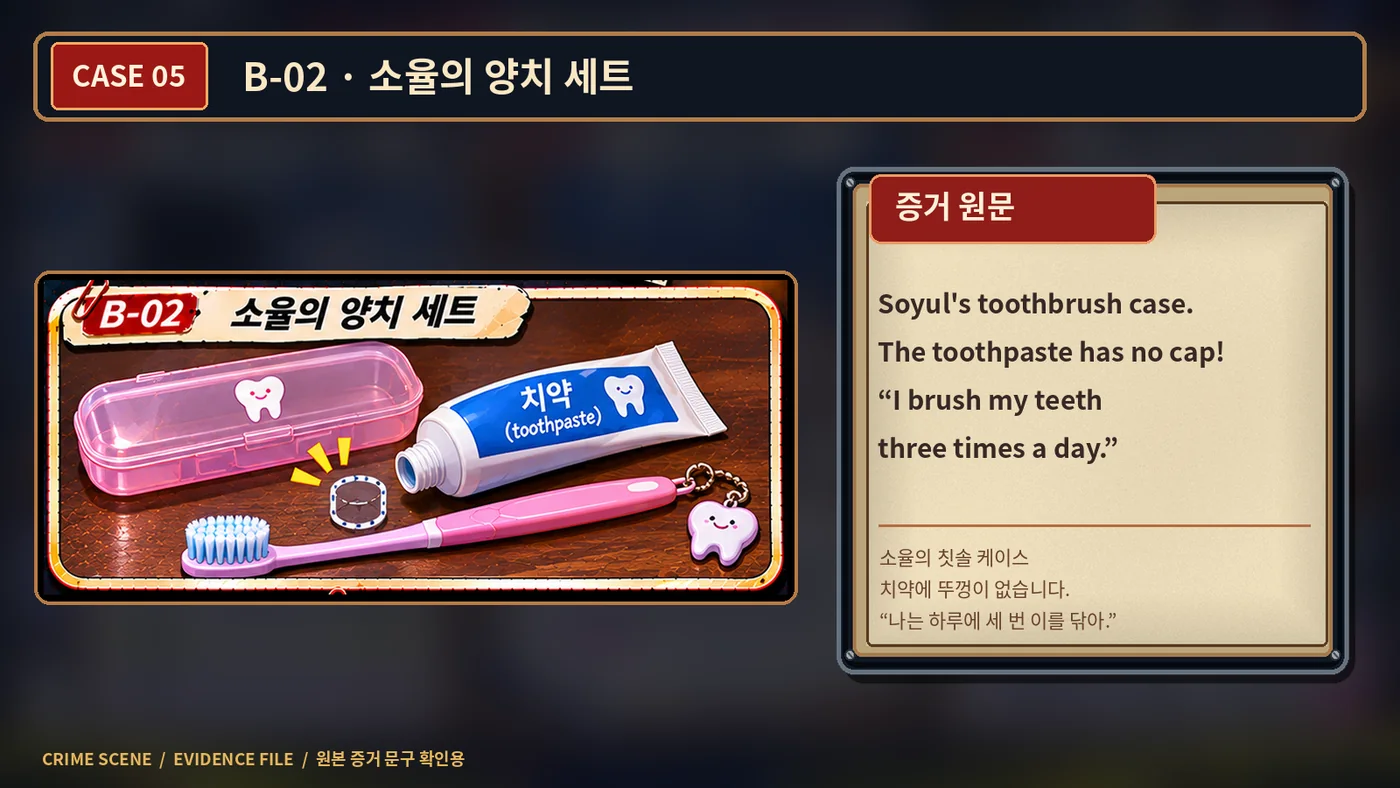 CASE 05
B-02 · 소율의 양치 세트
B-02 소율의 양치 세트
치약
(toothpaste)
증거 원문
Soyul's toothbrush case.
The toothpaste has no cap!
“I brush my teeth
three times a day.”
소율의 칫솔 케이스
치약에 뚜껑이 없습니다.
“나는 하루에 세 번 이를 닦아.”
CRIME SCENE / EVIDENCE FILE / 원본 증거 문구 확인용